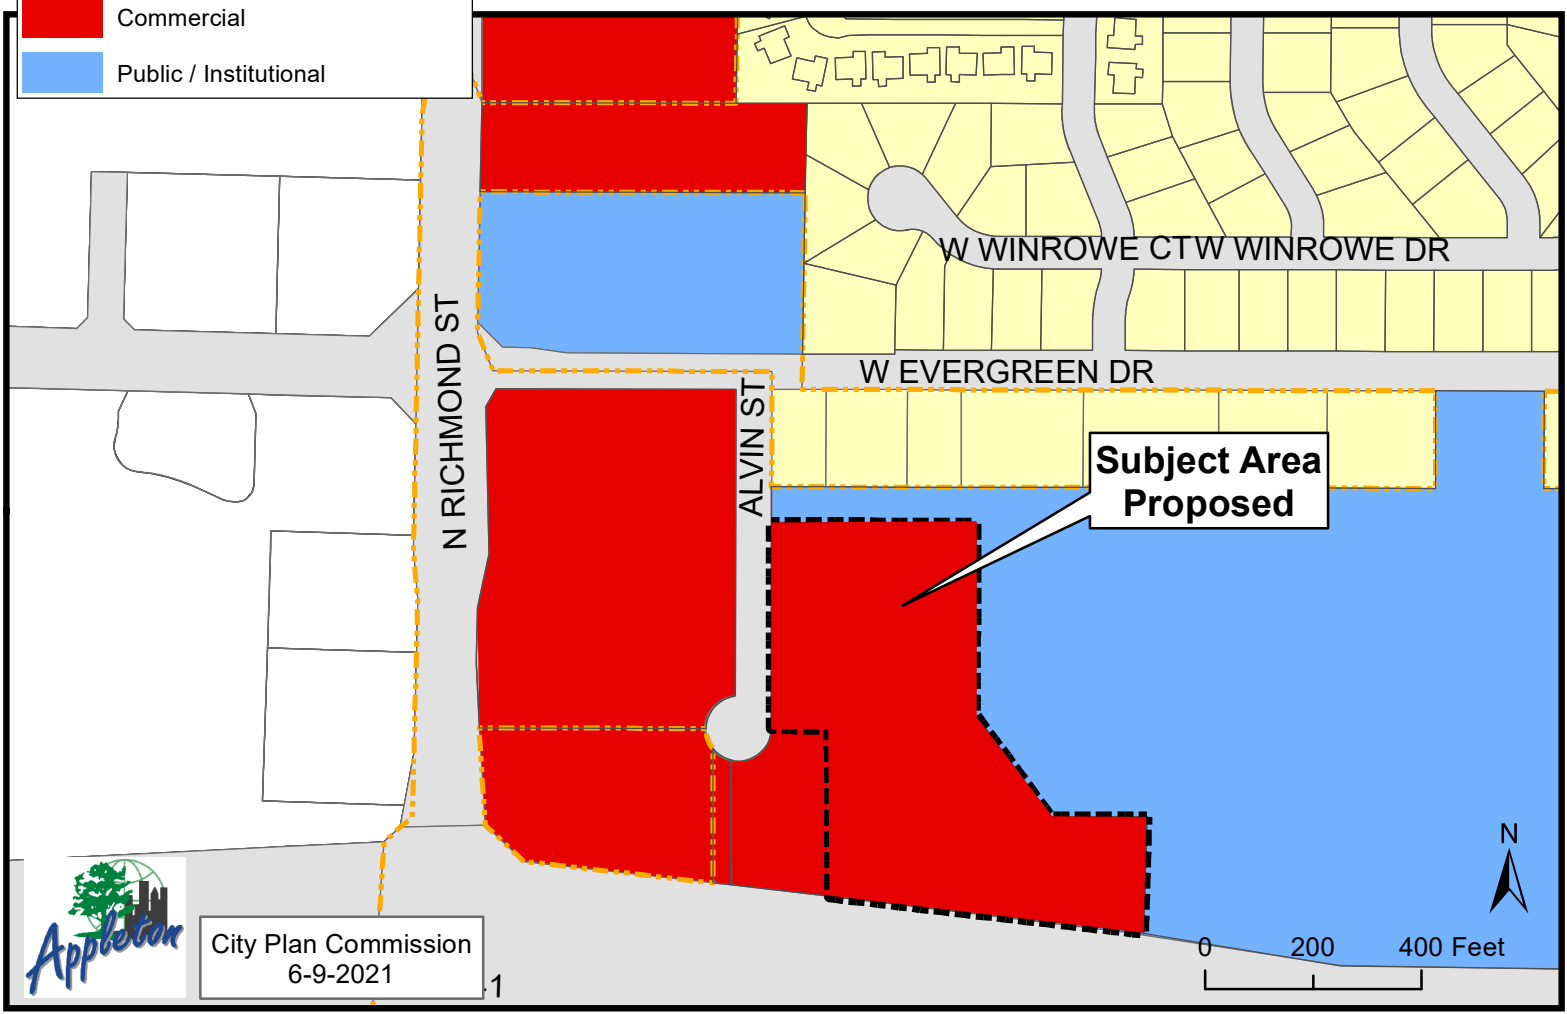 Commercial
Public / Institutional
W WINROWE CT
W WINROWE DR
N RICHMOND ST
W EVERGREEN DR
ALVIN ST
Subject Area
Proposed
N
0 200 400 Feet
Appleton
City Plan Commission
6-9-2021
-1